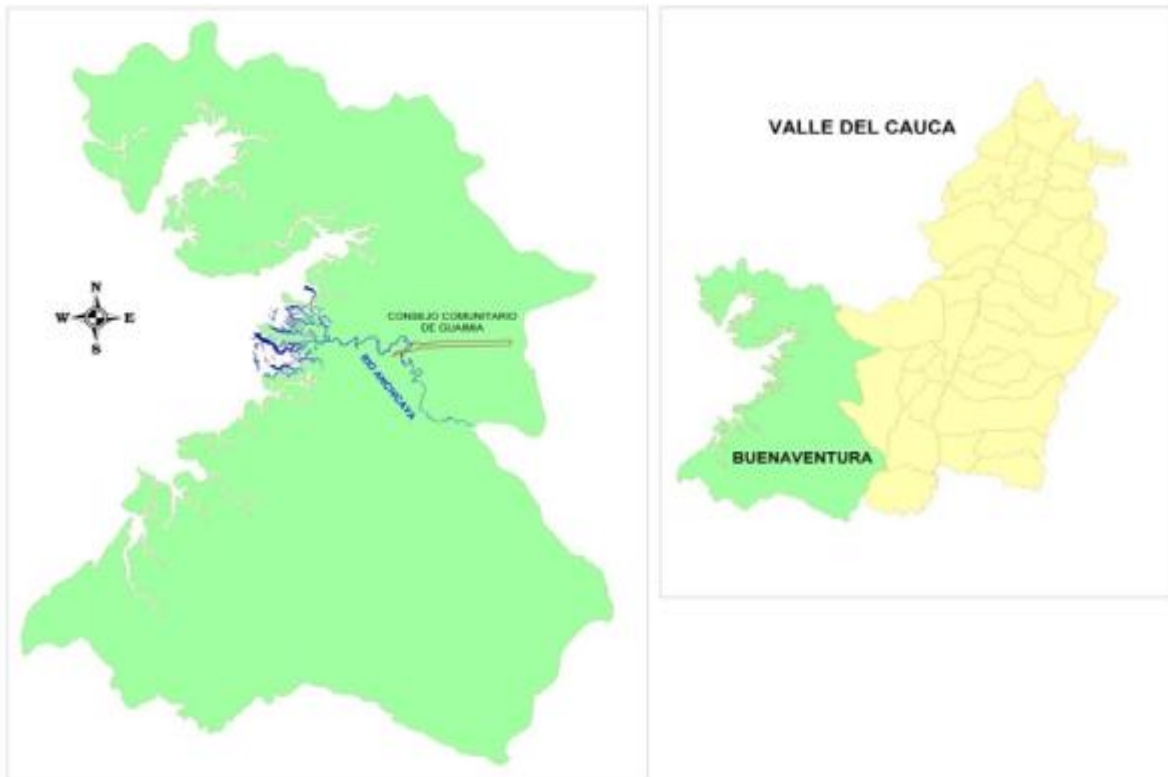 N
W E
S
CONSEJO COMUNITARIO
DE GUAIMIA
RIO ANCHICAYA
VALLE DEL CAUCA
BUENAVENTURA